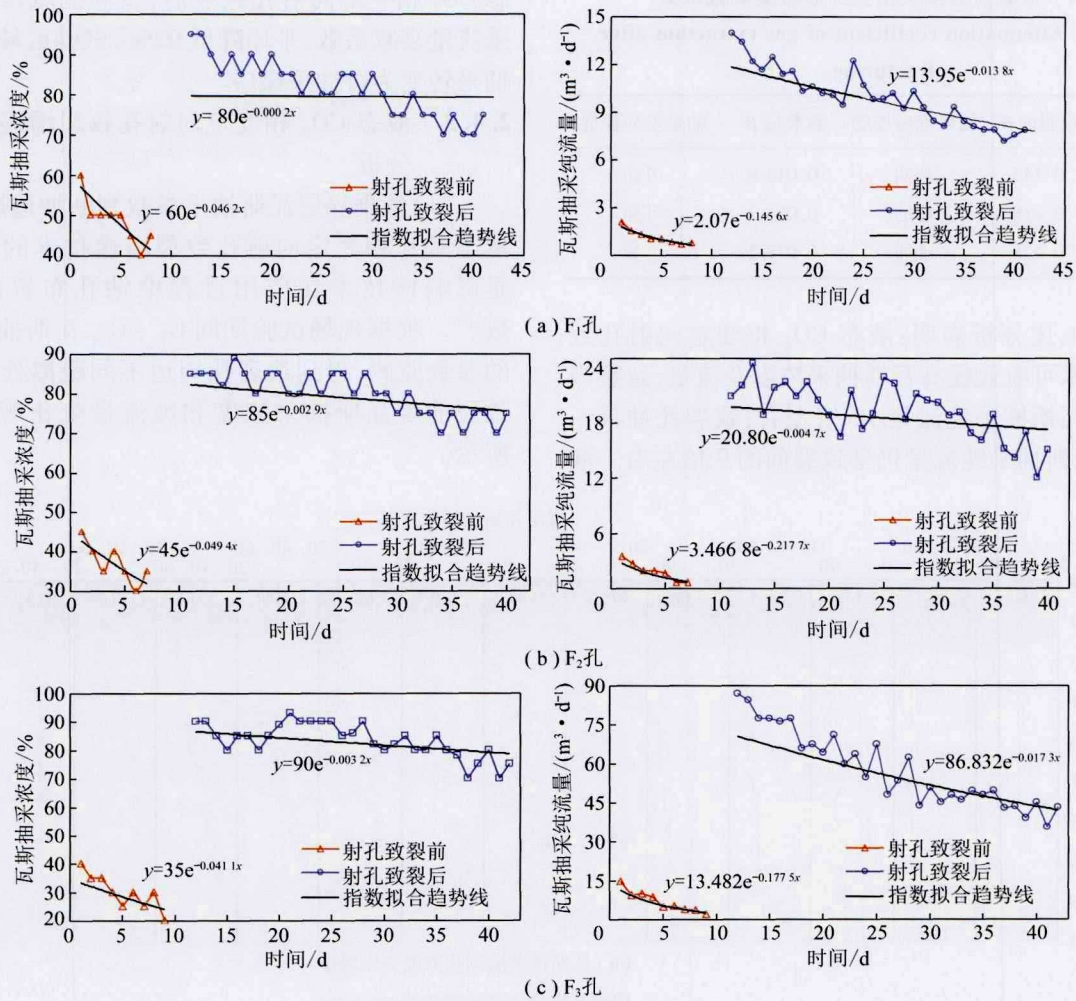 瓦斯抽采浓度/%
100
90
80
70
60
50
40
y=80e^{-0.000 2x}
y=60e^{-0.046 2x}
射孔致裂前
射孔致裂后
指数拟合趋势线
0 5 10 15 20 25 30 35 40 45
时间/d
瓦斯抽采纯流量/(m³·d⁻¹)
15
12
9
6
3
y=13.95e^{-0.013 8x}
y=2.07e^{-0.145 6x}
射孔致裂前
射孔致裂后
指数拟合趋势线
0 5 10 15 20 25 30 35 40 45
时间/d
(a) F₁孔
瓦斯抽采浓度/%
90
80
70
60
50
40
30
y=85e^{-0.002 9x}
y=45e^{-0.049 4x}
射孔致裂前
射孔致裂后
指数拟合趋势线
0 5 10 15 20 25 30 35 40
时间/d
瓦斯抽采纯流量/(m³·d⁻¹)
24
18
12
6
y=20.80e^{-0.004 7x}
y=3.466 8e^{-0.217 7x}
射孔致裂前
射孔致裂后
指数拟合趋势线
0 5 10 15 20 25 30 35 40
时间/d
(b) F₂孔
瓦斯抽采浓度/%
100
90
80
70
60
50
40
30
20
y=90e^{-0.003 2x}
y=35e^{-0.041 1x}
射孔致裂前
射孔致裂后
指数拟合趋势线
0 5 10 15 20 25 30 35 40
时间/d
瓦斯抽采纯流量/(m³·d⁻¹)
90
75
60
45
30
15
y=86.832e^{-0.017 3x}
y=13.482e^{-0.177 5x}
射孔致裂前
射孔致裂后
指数拟合趋势线
0 5 10 15 20 25 30 35 40
时间/d
(c) F₃孔